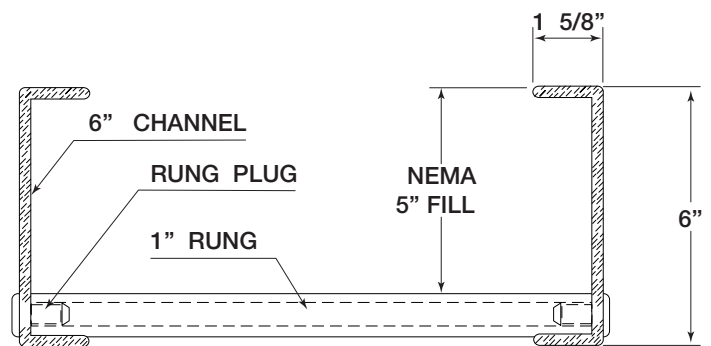 1 5/8”
6” CHANNEL
RUNG PLUG
NEMA
5” FILL
6”
1” RUNG